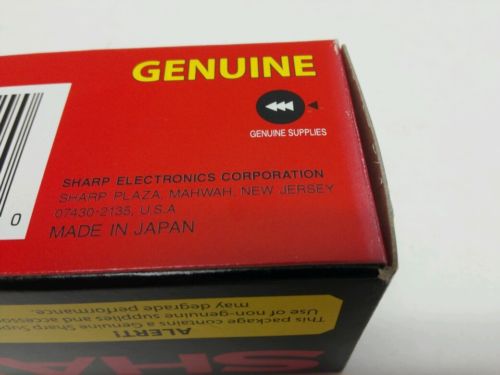 GENUINE
GENUINE SUPPLIES
SHARP ELECTRONICS CORPORATION
SHARP PLAZA, MAHWAH, NEW JERSEY
07430-2135, U.S.A
MADE IN JAPAN
0
ALERT!
This package contains a Genuine Sharp
Use of non-genuine supplies and
may degrade performance.
SHA